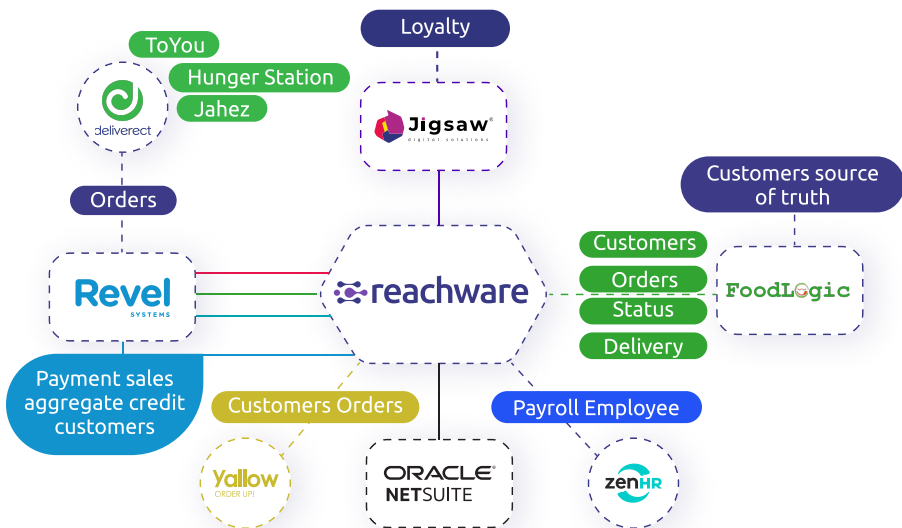 ToYou
Hunger Station
Jahez
deliverect
Orders
Loyalty
Jigsaw®
digital solutions
Customers source
of truth
Revel
SYSTEMS
reachware
Customers
Orders
Status
Delivery
FoodLogic
Payment sales
aggregate credit
customers
Customers Orders
Payroll Employee
Yallow
ORDER UP!
ORACLE®
NETSUITE
zenHR